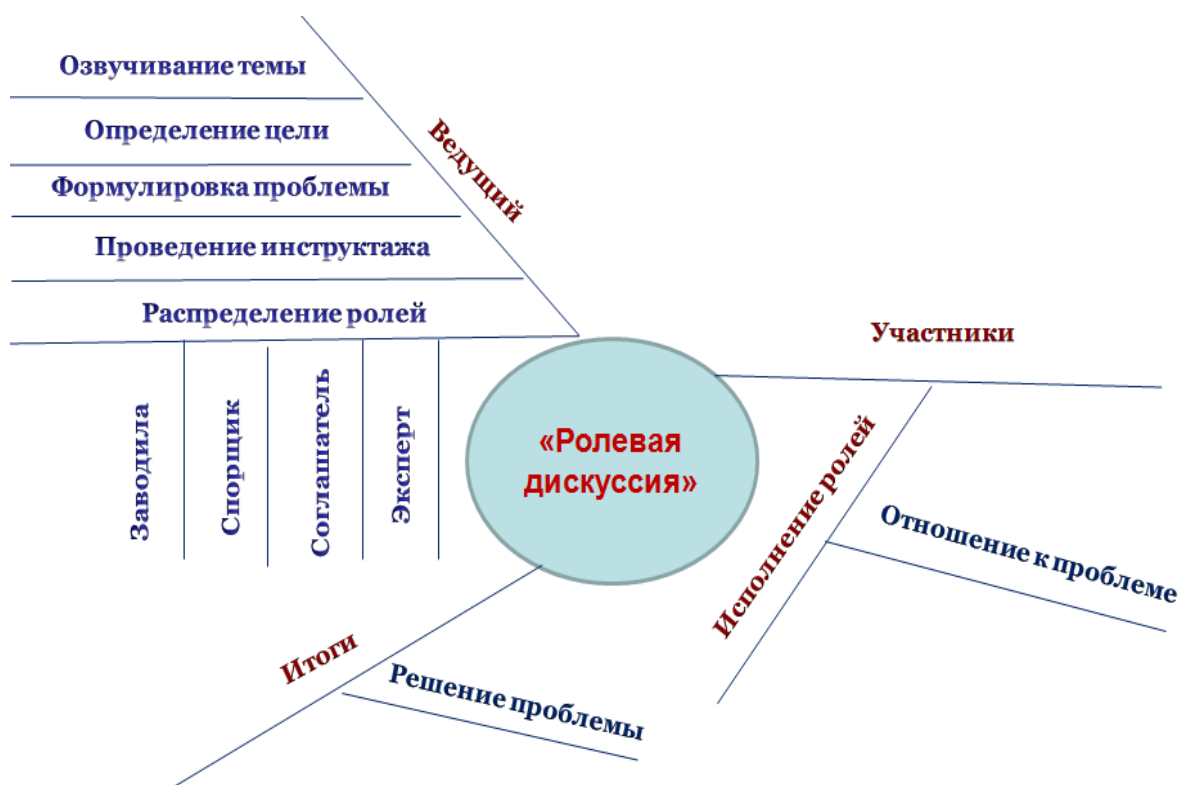 Озвучивание темы
Определение цели
Формулировка проблемы
Проведение инструктажа
Распределение ролей
Ведущий
Заводила
Спорщик
Соглашатель
Эксперт
«Ролевая
дискуссия»
Участники
Исполнение ролей
Отношение к проблеме
Итоги
Решение проблемы